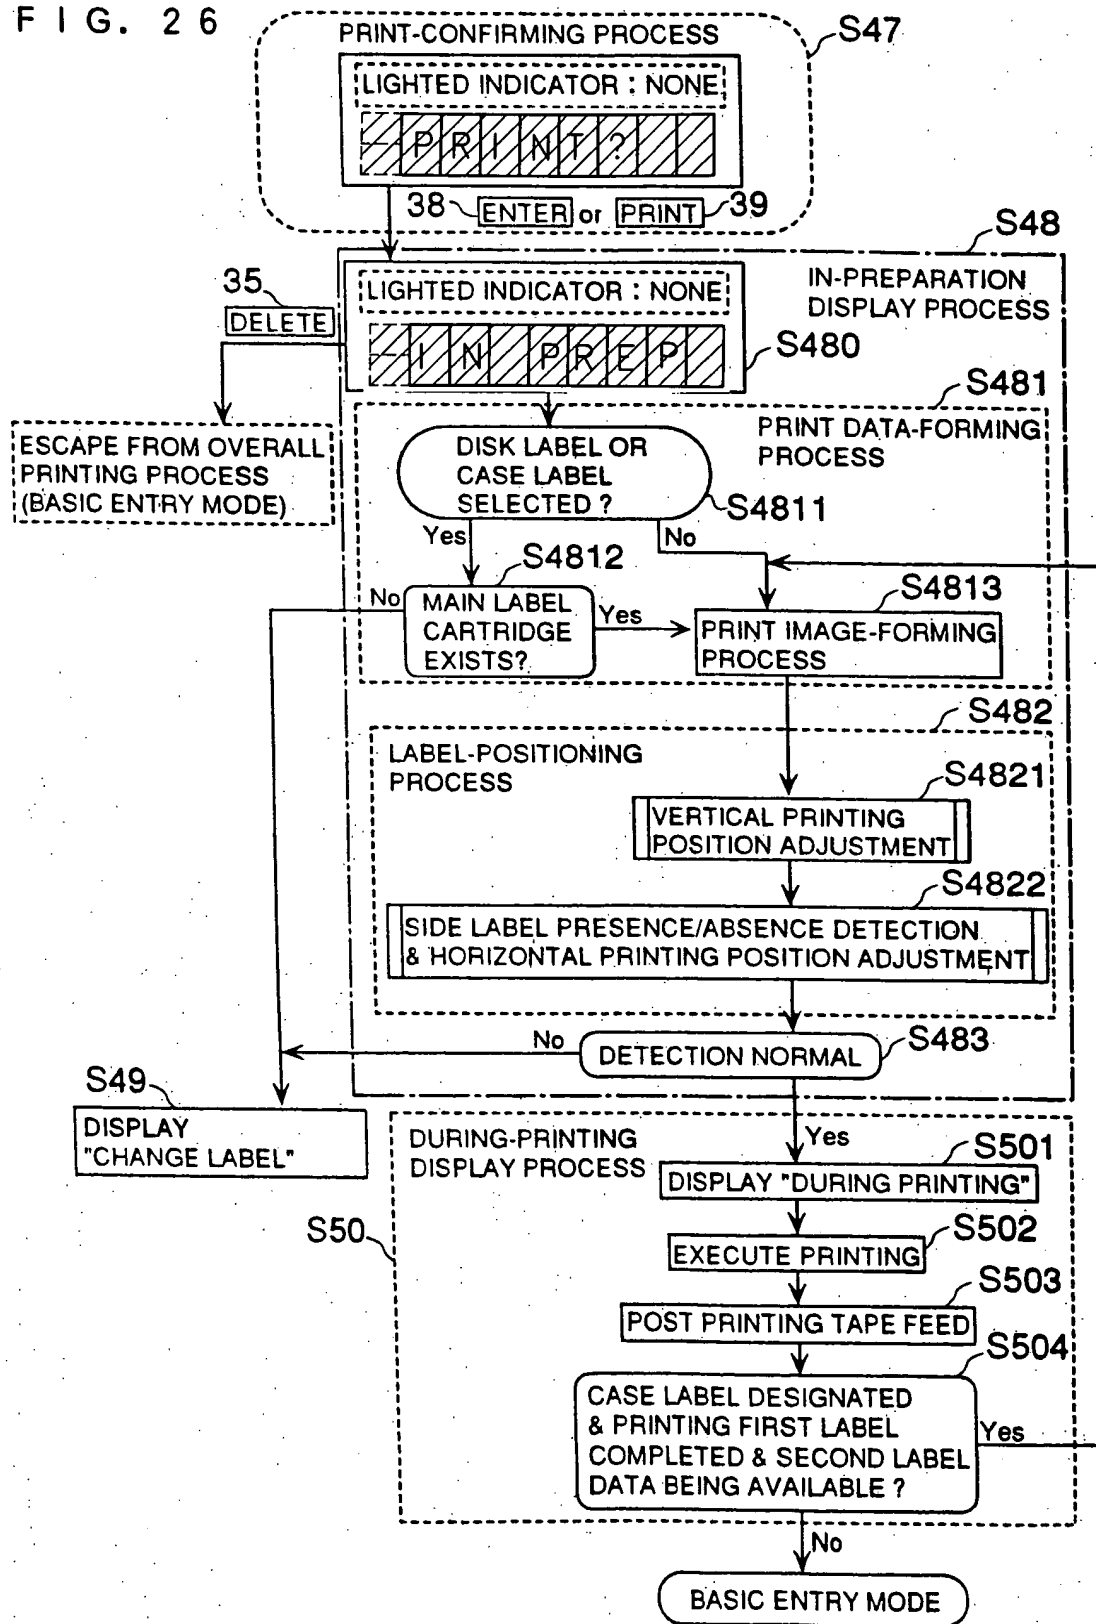 FIG. 26
PRINT-CONFIRMING PROCESS
S47
LIGHTED INDICATOR : NONE
PRINT?
38 ENTER or PRINT 39
S48
IN-PREPARATION
DISPLAY PROCESS
LIGHTED INDICATOR : NONE
IN PREP
S480
35
DELETE
ESCAPE FROM OVERALL
PRINTING PROCESS
(BASIC ENTRY MODE)
S481
PRINT DATA-FORMING
PROCESS
DISK LABEL OR
CASE LABEL
SELECTED ?
S4811
Yes
No
S4812
No
MAIN LABEL
CARTRIDGE
EXISTS?
Yes
S4813
PRINT IMAGE-FORMING
PROCESS
S482
LABEL-POSITIONING
PROCESS
S4821
VERTICAL PRINTING
POSITION ADJUSTMENT
S4822
SIDE LABEL PRESENCE/ABSENCE DETECTION
& HORIZONTAL PRINTING POSITION ADJUSTMENT
No
DETECTION NORMAL
S483
S49
DISPLAY
"CHANGE LABEL"
Yes
DURING-PRINTING
DISPLAY PROCESS
S50
S501
DISPLAY "DURING PRINTING"
S502
EXECUTE PRINTING
S503
POST PRINTING TAPE FEED
S504
CASE LABEL DESIGNATED
& PRINTING FIRST LABEL
COMPLETED & SECOND LABEL
DATA BEING AVAILABLE ?
Yes
No
BASIC ENTRY MODE